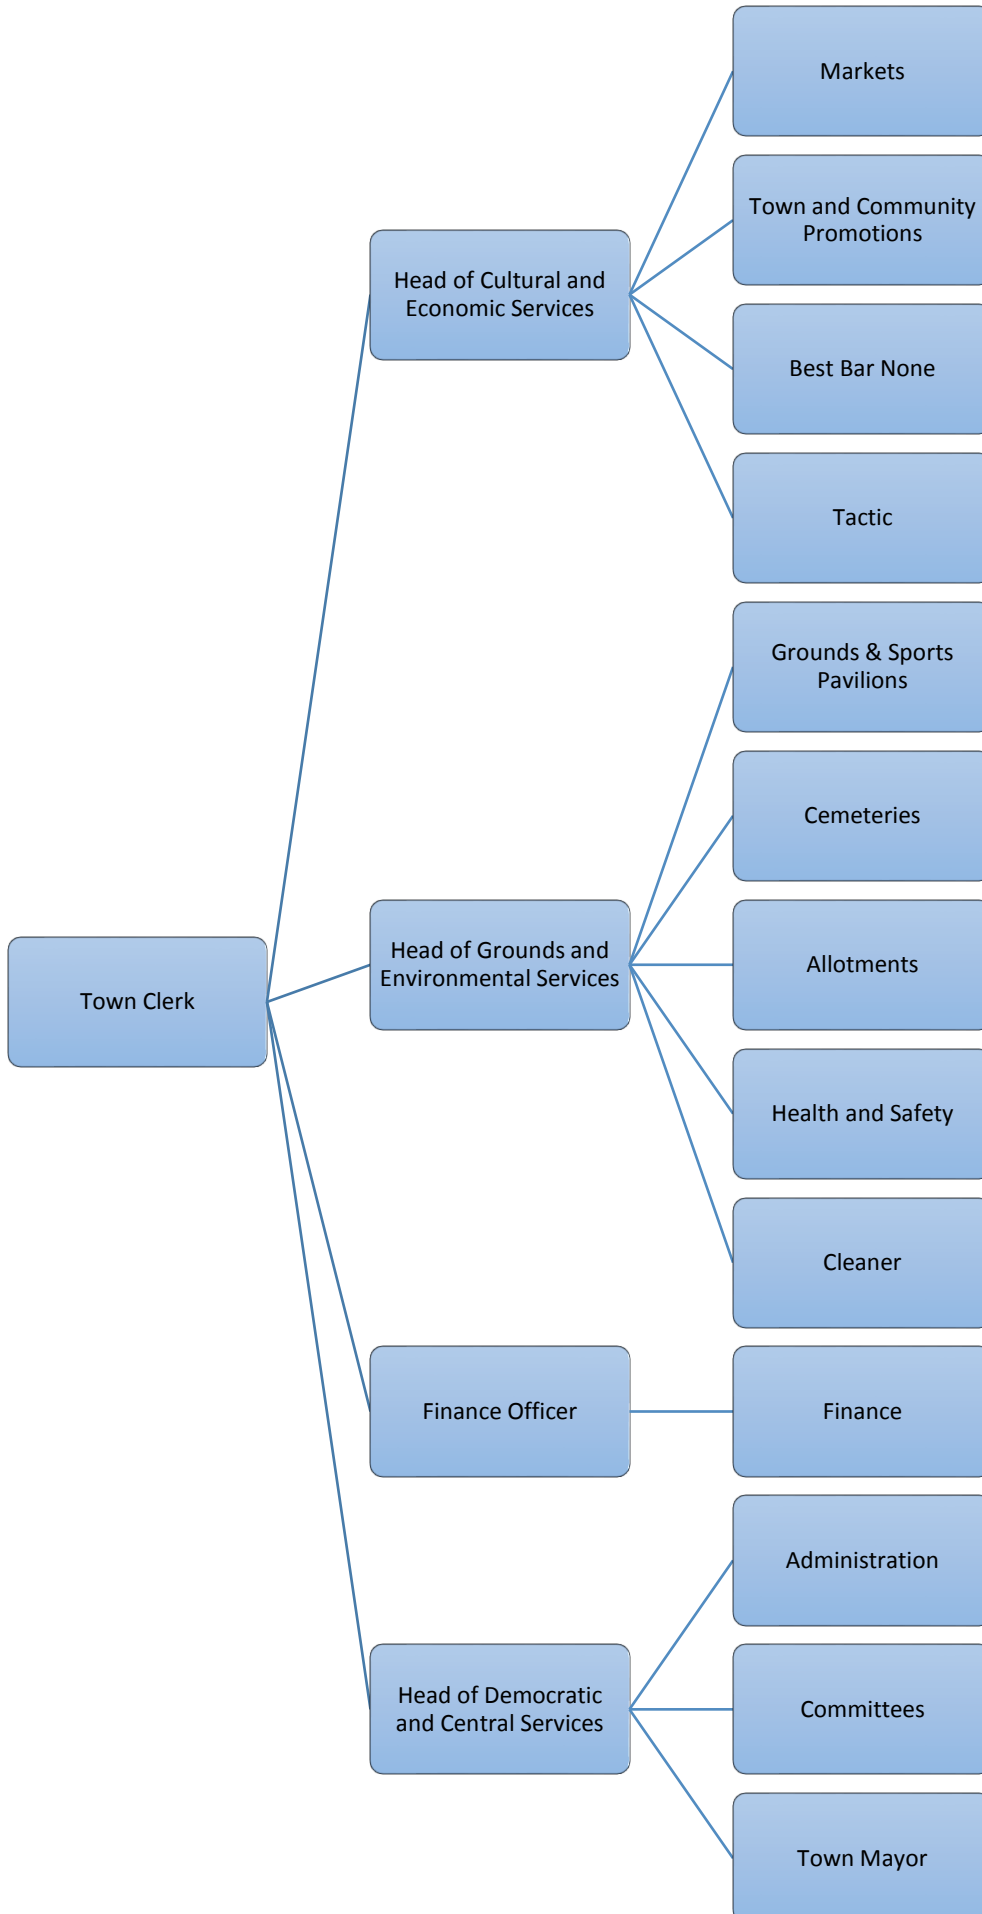 Markets
Town and Community
Promotions
Head of Cultural and
Economic Services
Best Bar None
Tactic
Grounds & Sports
Pavilions
Cemeteries
Head of Grounds and
Environmental Services
Allotments
Town Clerk
Health and Safety
Cleaner
Finance Officer
Finance
Administration
Head of Democratic
and Central Services
Committees
Town Mayor